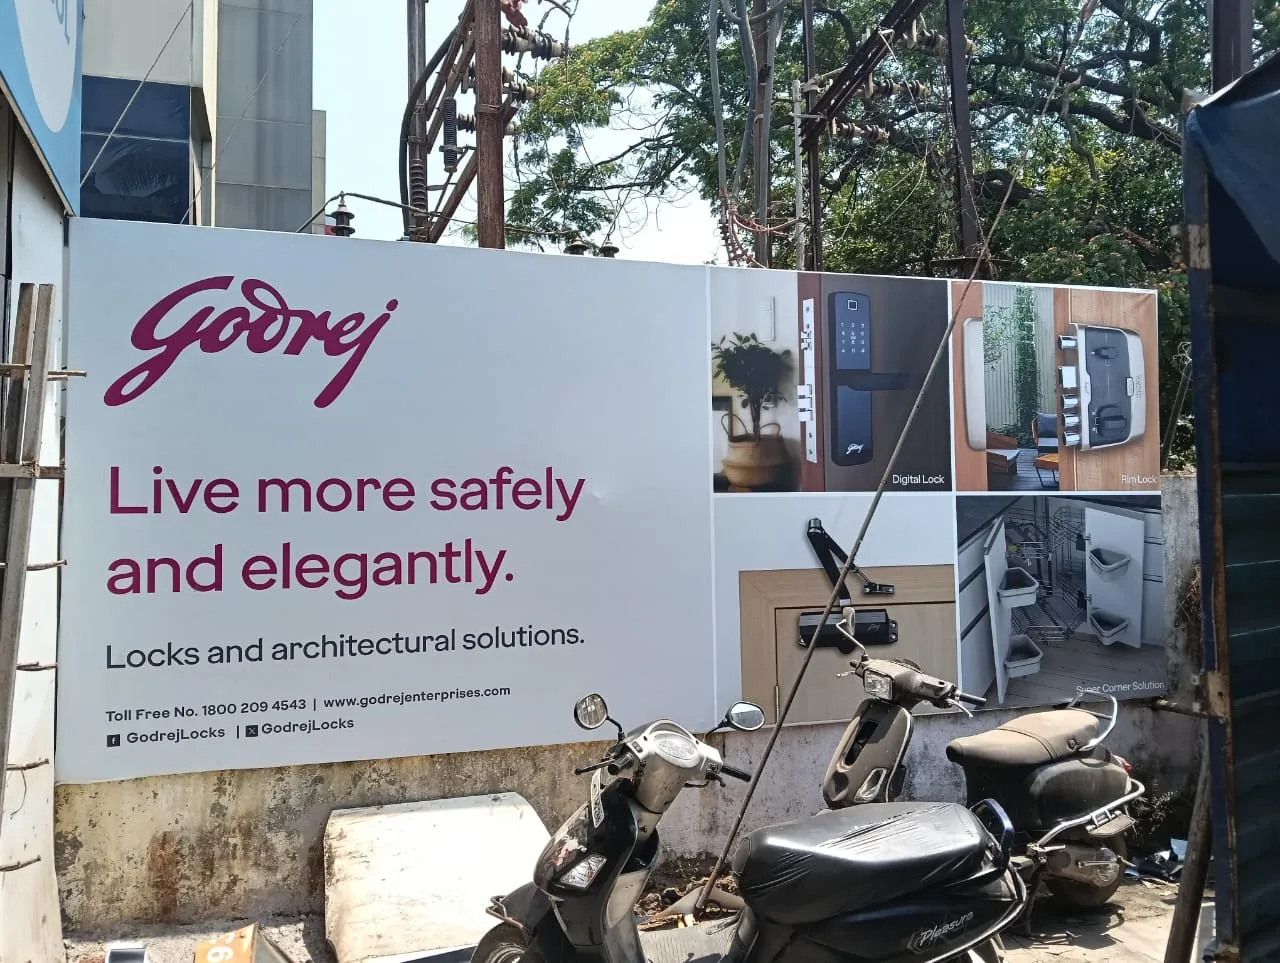 Godrej
Live more safely
and elegantly.
Locks and architectural solutions.
Toll Free No. 1800 209 4543 | www.godrejenterprises.com
f GodrejLocks | X GodrejLocks
Godrej
Digital Lock
Rim Lock
Super Corner Solution
Pleasure